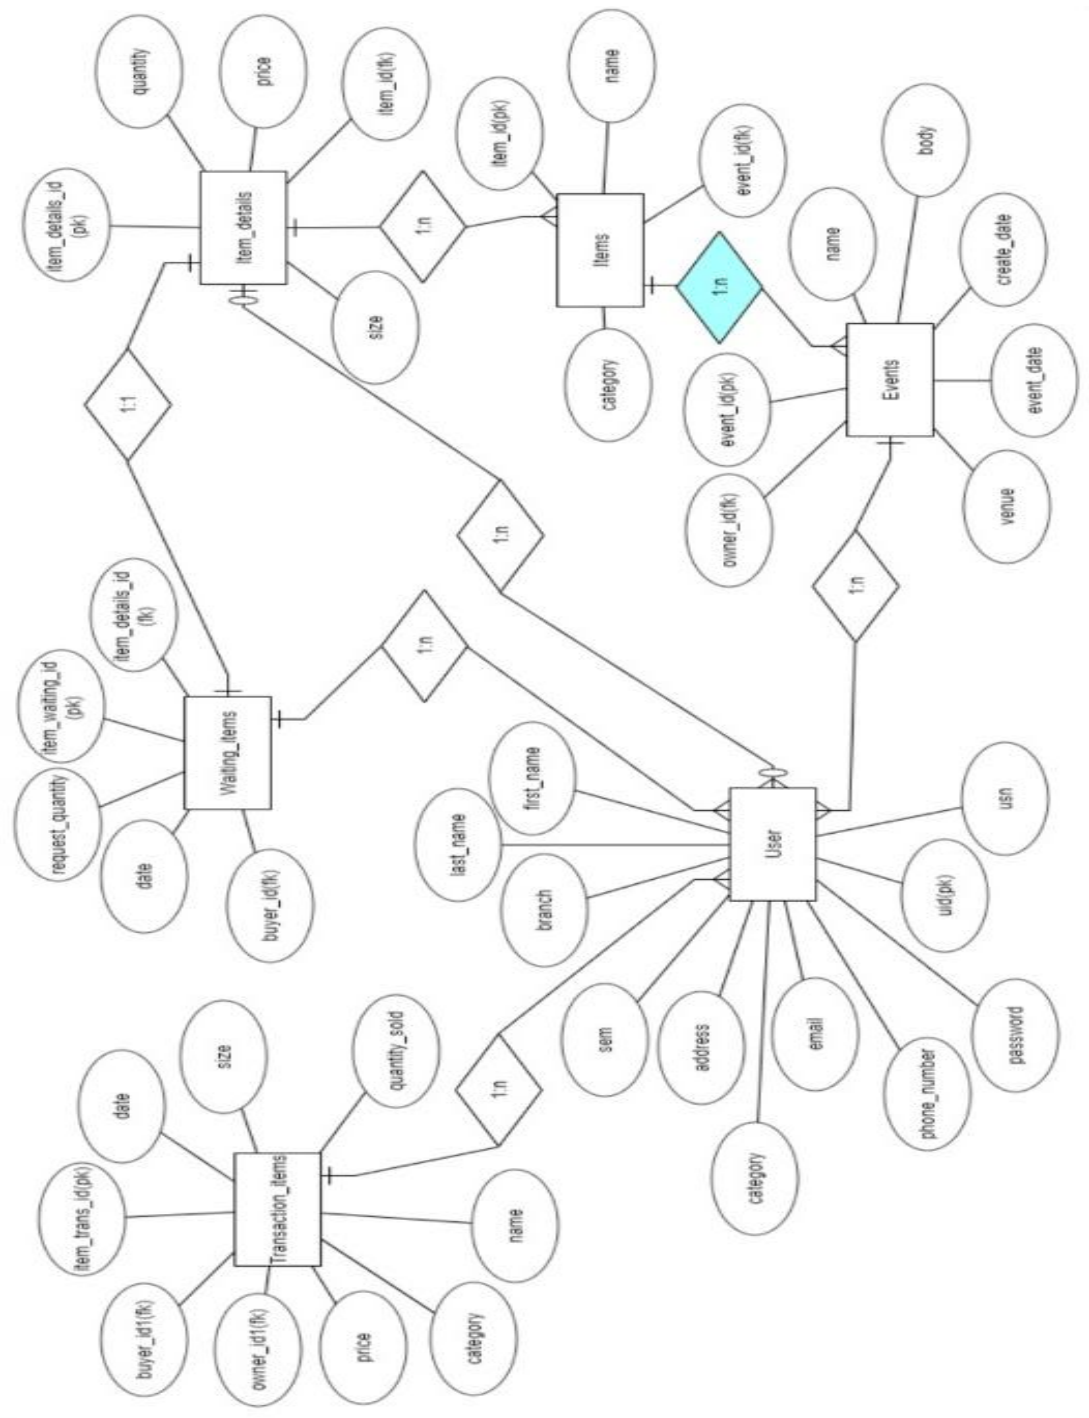 item_trans_id(pk)
date
buyer_id1(fk)
size
owner_id1(fk)
Transaction_items
price
quantity_sold
category
name
1:n
request_quantity
item_waiting_id
(pk)
date
item_details_id
(fk)
buyer_id(fk)
Waiting_items
1:1
1:n
item_details_id
(pk)
quantity
price
item_id(fk)
Item_details
size
1:n
1:n
last_name
first_name
branch
sem
address
category
email
phone_number
password
User
uid(pk)
usn
1:n
item_id(pk)
name
Items
category
event_id(fk)
1:n
event_id(pk)
owner_id(fk)
name
body
Events
create_date
event_date
venue